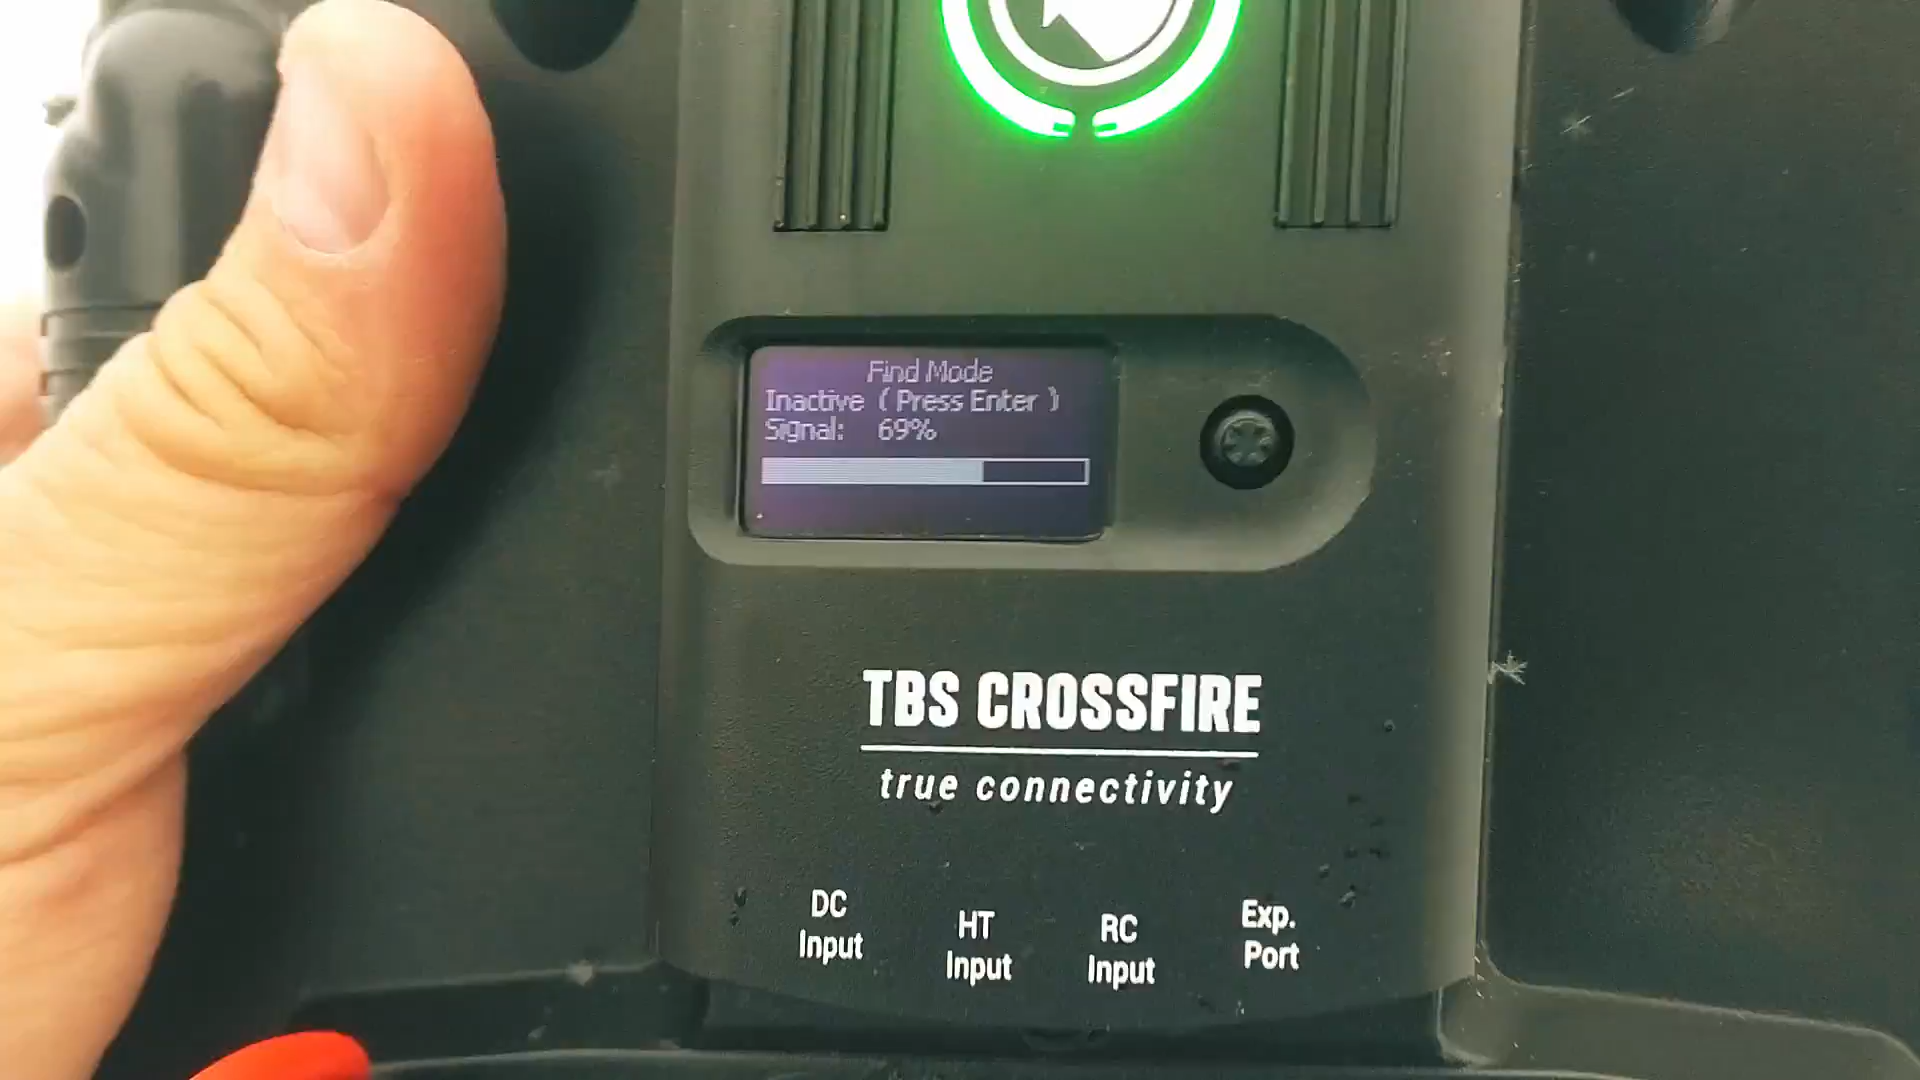 Find Mode
Inactive ( Press Enter )
Signal: 69%
TBS CROSSFIRE
true connectivity
DC Input
HT Input
RC Input
Exp. Port